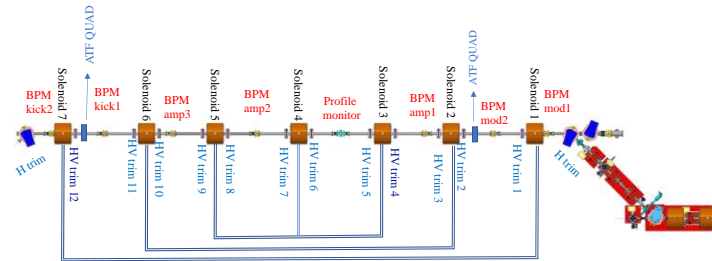 ATF QUAD
ATF QUAD
Solenoid 7
Solenoid 6
Solenoid 5
Solenoid 4
Solenoid 3
Solenoid 2
Solenoid 1
BPM
kick2
BPM
kick1
BPM
amp3
BPM
amp2
Profile
monitor
BPM
amp1
BPM
mod2
BPM
mod1
H trim
HV trim 12
HV trim 11
HV trim 10
HV trim 9
HV trim 8
HV trim 7
HV trim 6
HV trim 5
HV trim 4
HV trim 3
HV trim 2
HV trim 1
H trim